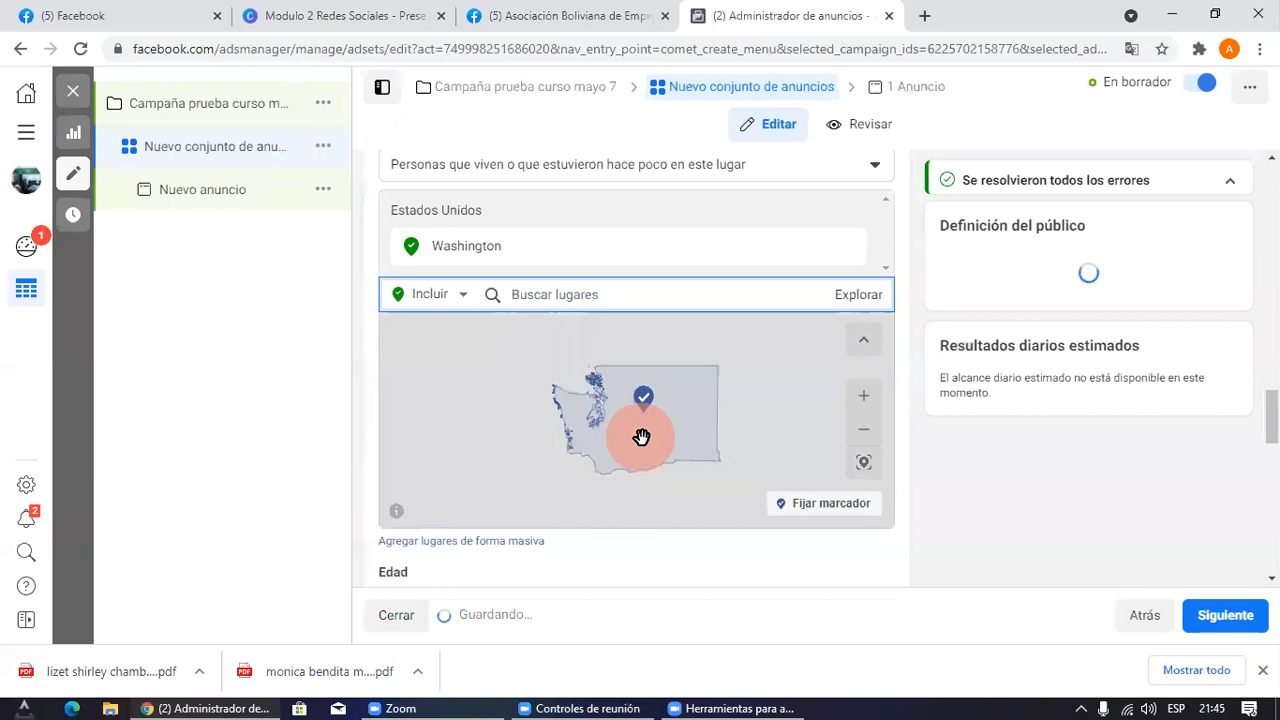 (5) Facebook
Modulo 2 Redes Sociales - Pres
(5) Asociación Boliviana de Emp
(2) Administrador de anuncios -
facebook.com/adsmanager/manage/adsets/edit?act=749998251686020&nav_entry_point=comet_create_menu&selected_campaign_ids=6225702158776&selected_ad...
A
Campaña prueba curso m...
Nuevo conjunto de anu...
Nuevo anuncio
1
2
Campaña prueba curso mayo 7
Nuevo conjunto de anuncios
1 Anuncio
En borrador
Editar
Revisar
Personas que viven o que estuvieron hace poco en este lugar
Estados Unidos
Washington
Incluir
Buscar lugares
Explorar
Fijar marcador
Agregar lugares de forma masiva
Edad
Se resolvieron todos los errores
Definición del público
Resultados diarios estimados
El alcance diario estimado no está disponible en este
momento.
Cerrar
Guardando...
Atrás
Siguiente
lizet shirley chamb....pdf
monica bendita m....pdf
Mostrar todo
(2) Administrador de...
Zoom
Controles de reunión
Herramientas para a...
ESP
21:45